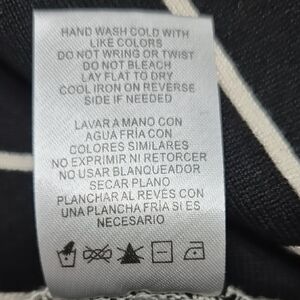 HAND WASH COLD WITH
LIKE COLORS
DO NOT WRING OR TWIST
DO NOT BLEACH
LAY FLAT TO DRY
COOL IRON ON REVERSE
SIDE IF NEEDED
LAVAR A MANO CON
AGUA FRÍA CON
COLORES SIMILARES
NO EXPRIMIR NI RETORCER
NO USAR BLANQUEADOR
SECAR PLANO
PLANCHAR AL REVÉS CON
UNA PLANCHA FRÍA SI ES
NECESARIO